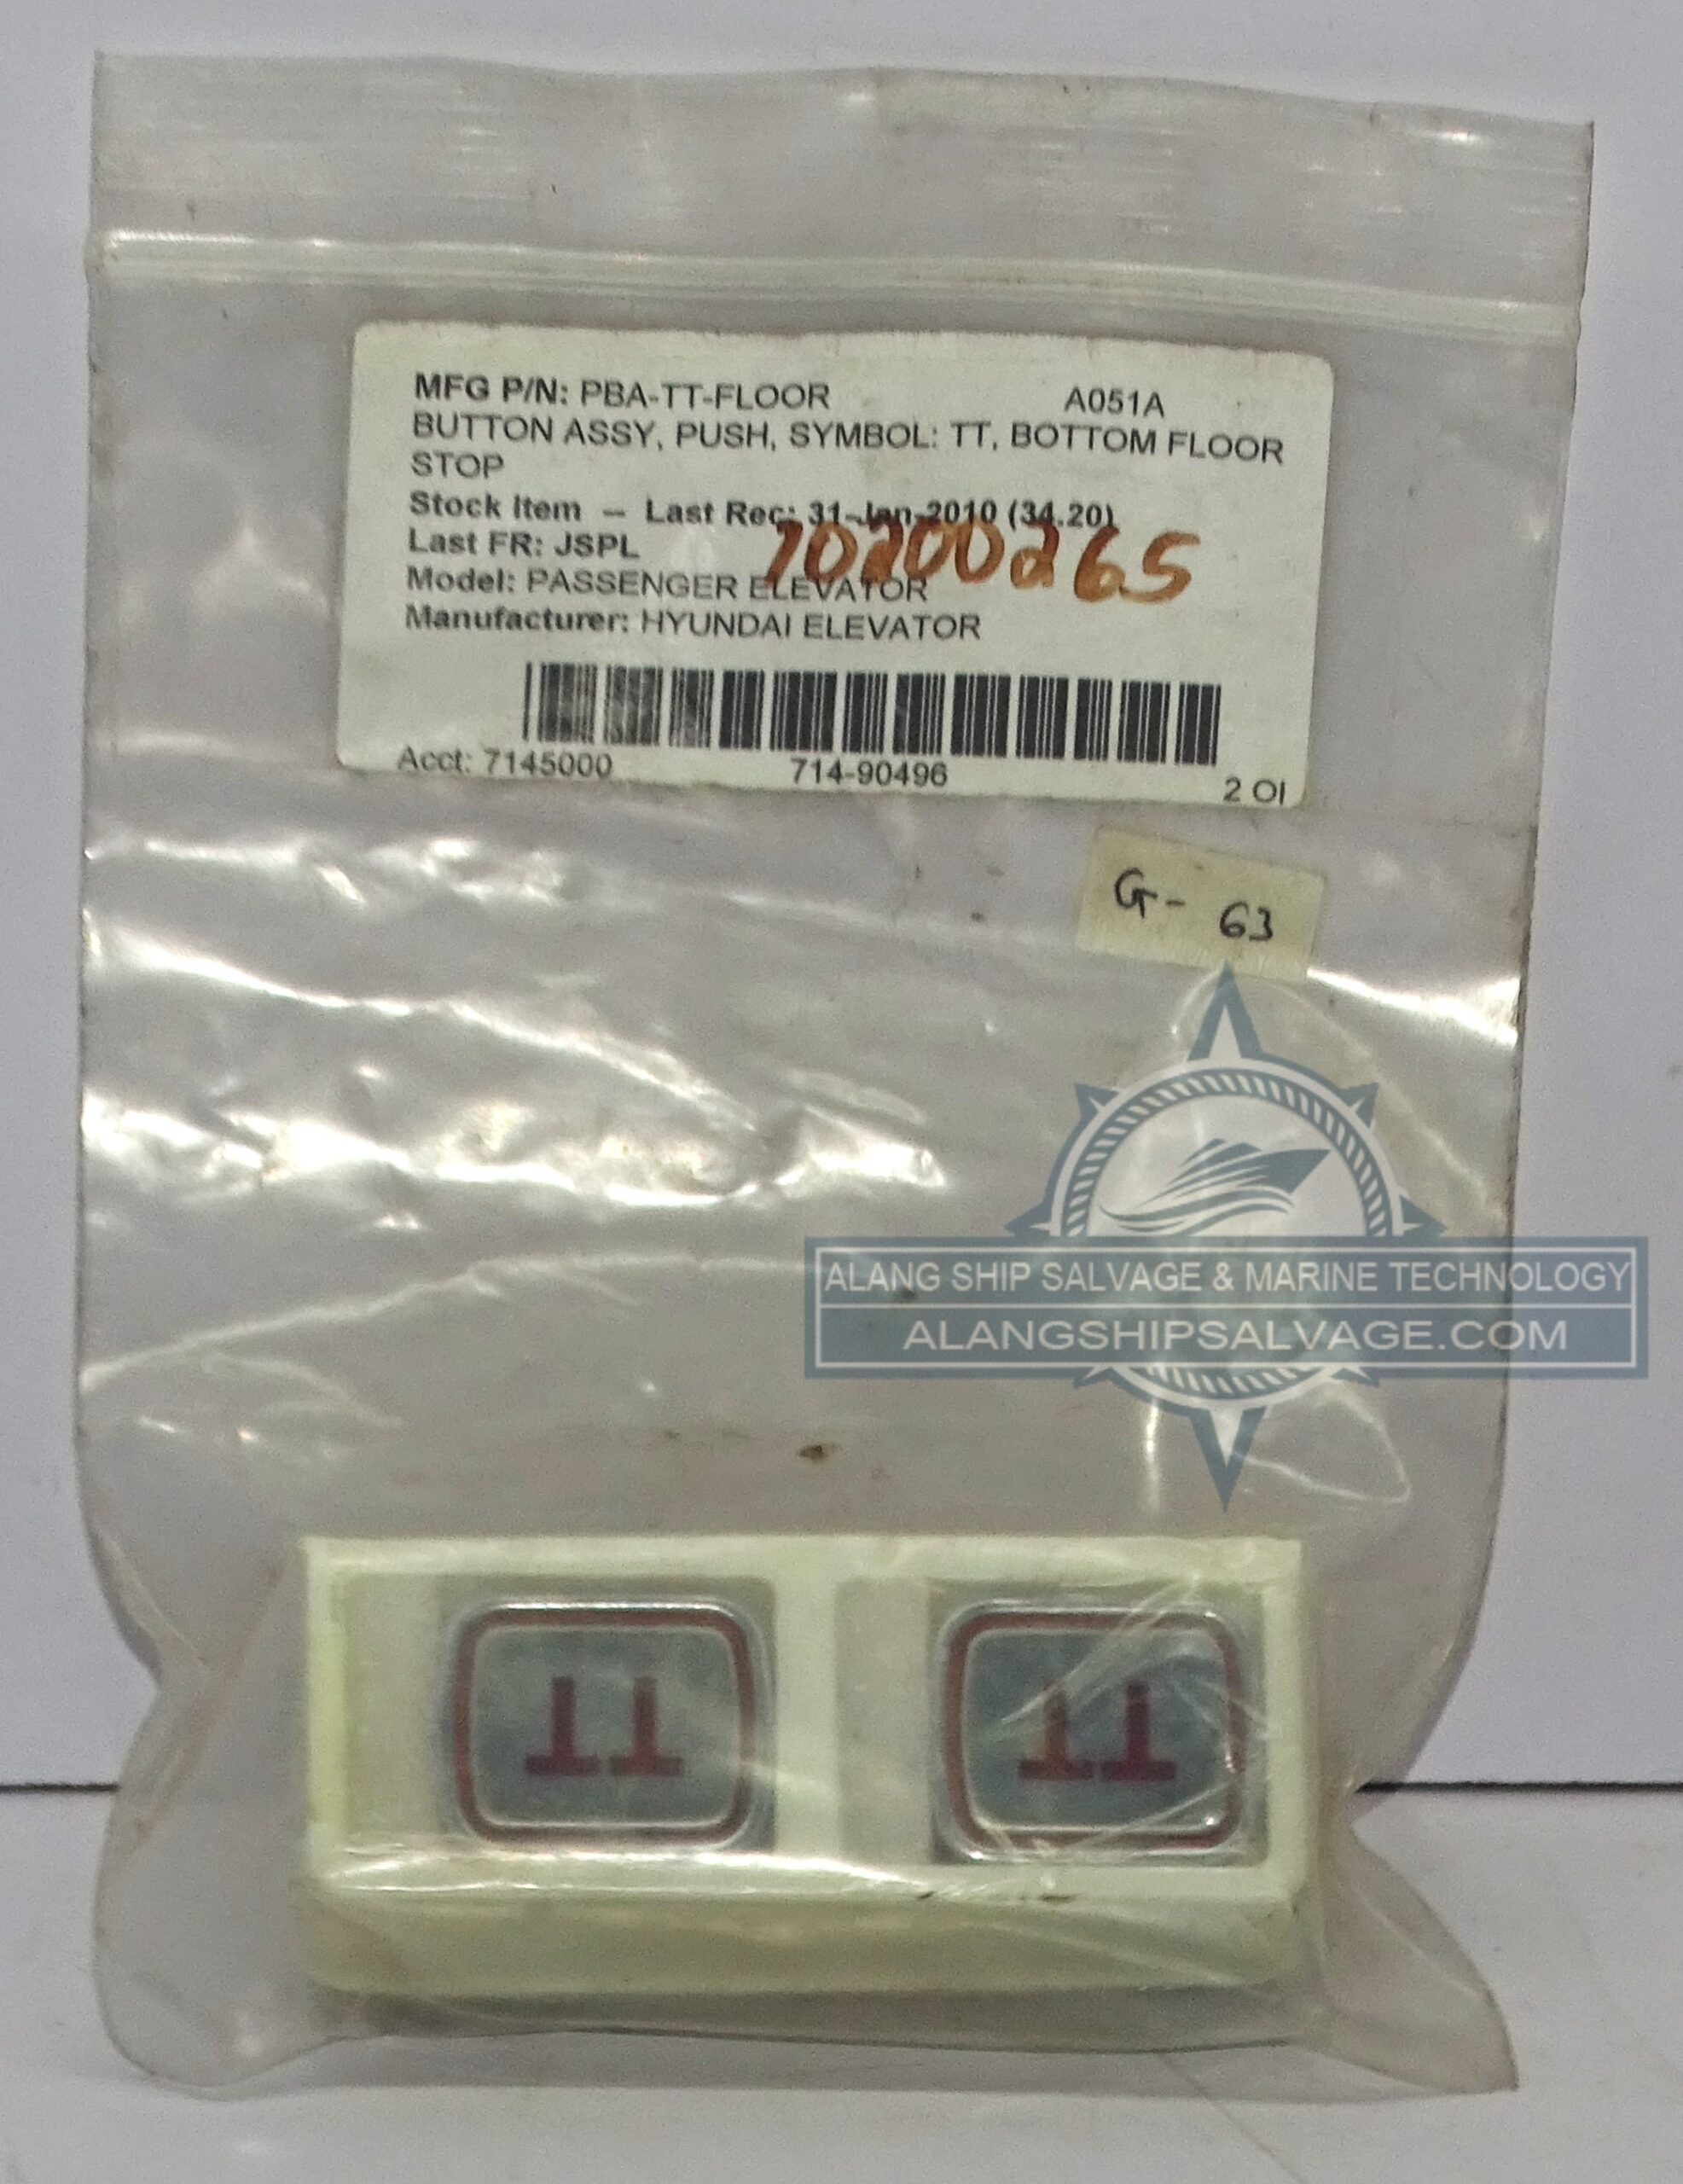 MFG P/N: PBA-TT-FLOOR A051A
BUTTON ASSY, PUSH, SYMBOL: TT, BOTTOM FLOOR
STOP
Stock Item – Last Rec: 31-Jan-2010 (34.20)
Last FR: JSPL
70200265
Model: PASSENGER ELEVATOR
Manufacturer: HYUNDAI ELEVATOR
Acct: 7145000 714-90496 2 OI
G- 63
ALANG SHIP SALVAGE & MARINE TECHNOLOGY
ALANGSHIPSALVAGE.COM
TT TT